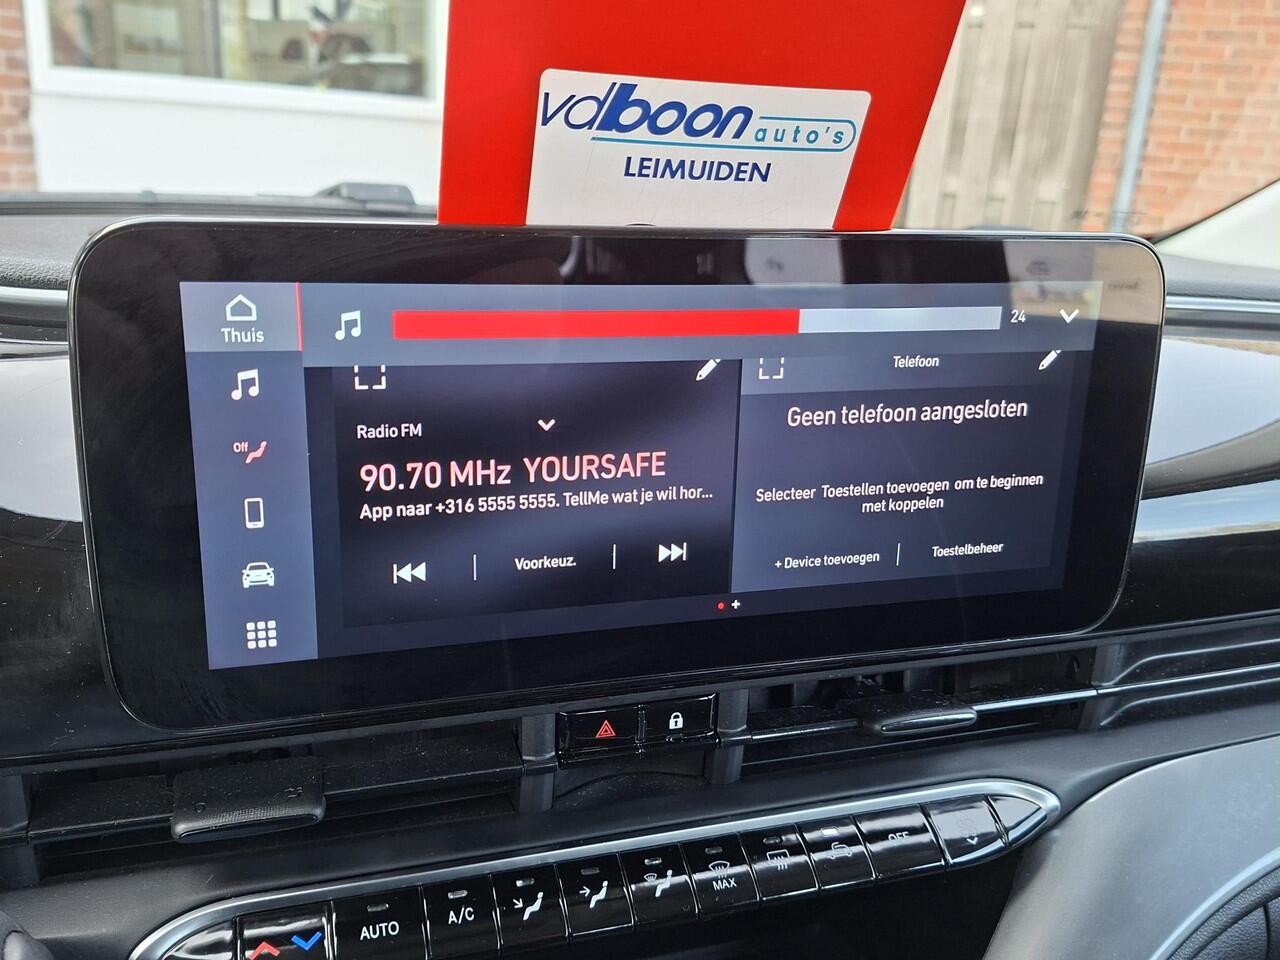 vdboon auto's
LEIMUIDEN
Thuis
24
Off
Radio FM
90.70 MHz YOURSAFE
App naar +316 5555 5555. TellMe wat je wil hor...
Voorkeuz.
Telefoon
Geen telefoon aangesloten
Selecteer Toestellen toevoegen om te beginnen
met koppelen
+ Device toevoegen
Toestelbeheer
AUTO
A/C
MAX
OFF